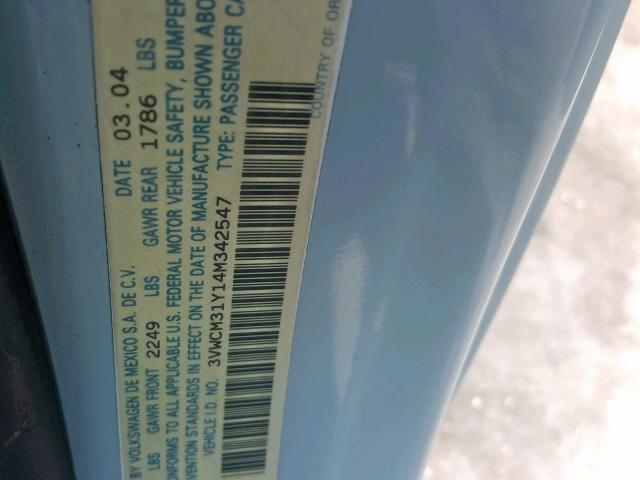 BY VOLKSWAGEN DE MEXICO S.A. DE C.V. DATE 03.04
LBS GAWR FRONT 2249 LBS GAWR REAR 1786 LBS
ONFORMS TO ALL APPLICABLE U.S. FEDERAL MOTOR VEHICLE SAFETY, BUMPER
VENTION STANDARDS IN EFFECT ON THE DATE OF MANUFACTURE SHOWN ABO
VEHICLE I.D. NO. 3VWCM31Y14M342547 TYPE: PASSENGER CA
COUNTRY OF OR